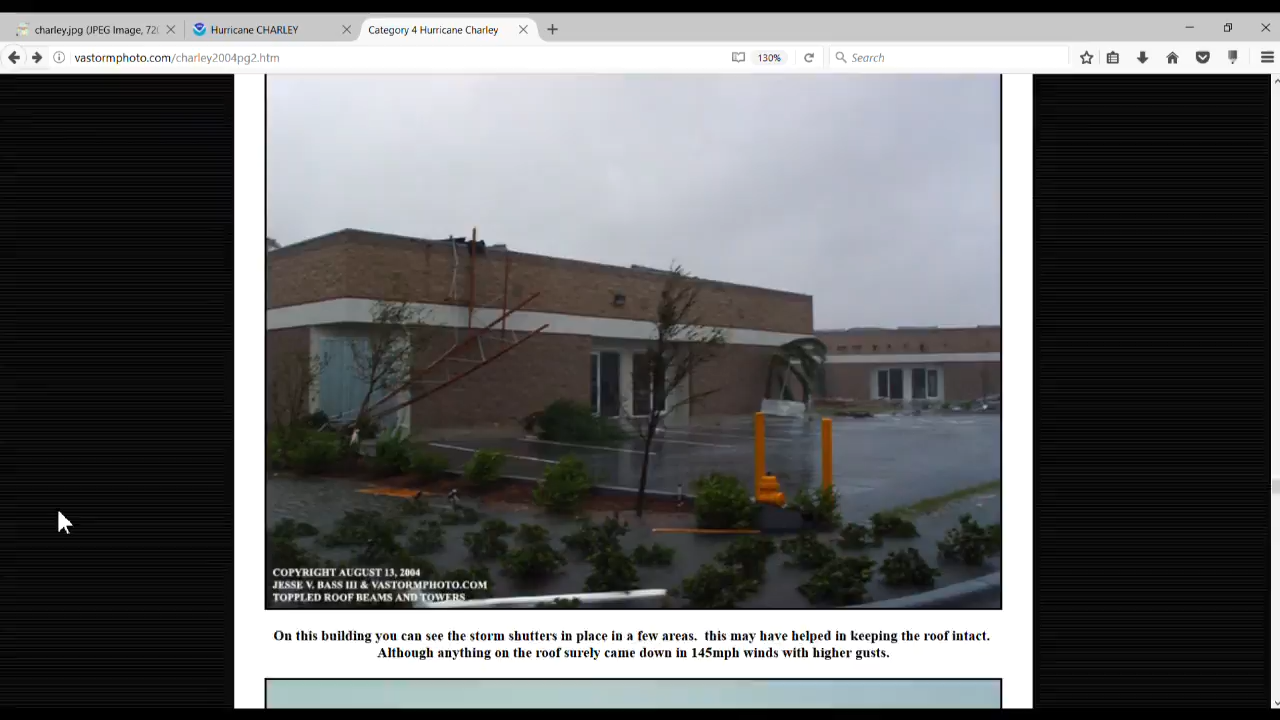 charley.jpg (JPEG Image, 720
Hurricane CHARLEY
Category 4 Hurricane Charley
vastormphoto.com/charley2004pg2.htm
130%
Search
COPYRIGHT AUGUST 13, 2004
JESSE V. BASS III & VASTORMPHOTO.COM
TOPPLED ROOF BEAMS AND TOWERS
On this building you can see the storm shutters in place in a few areas. this may have helped in keeping the roof intact.
Although anything on the roof surely came down in 145mph winds with higher gusts.